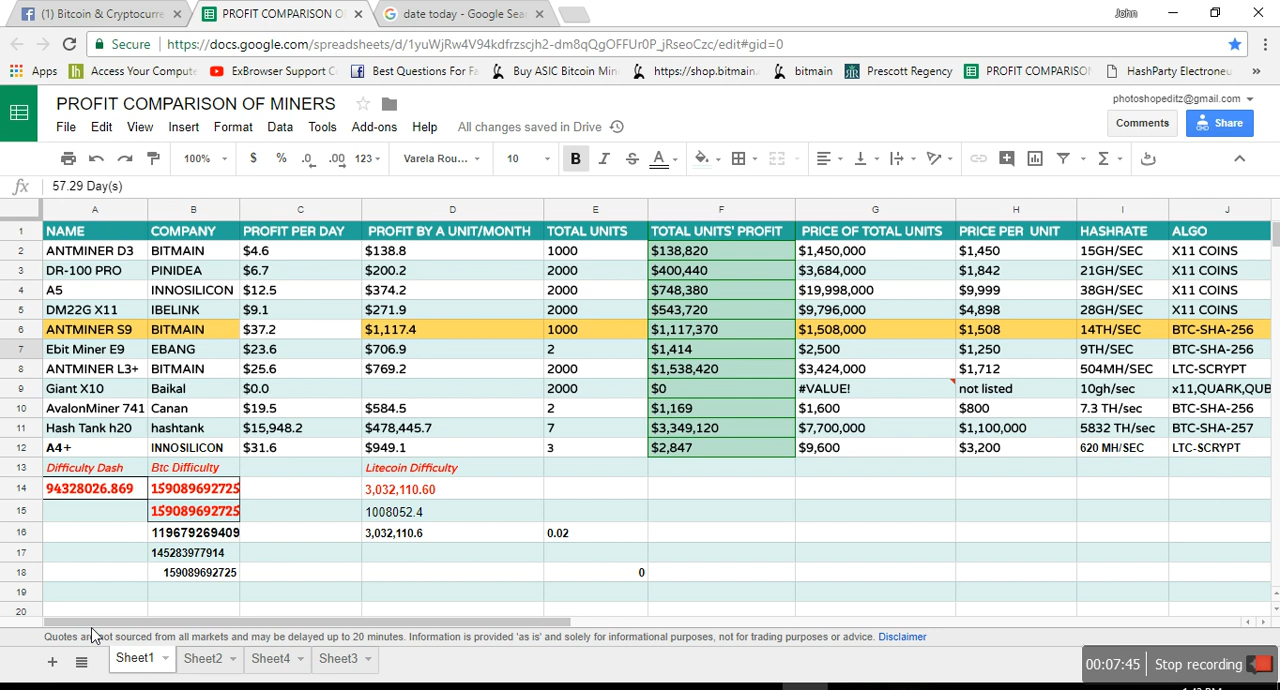 (1) Bitcoin & Cryptocurre
PROFIT COMPARISON O
date today - Google Sea
John
Secure
https://docs.google.com/spreadsheets/d/1yuWjRw4V94kdfrzscjh2-dm8qQgOFFUr0P_jRseoCzc/edit#gid=0
Apps
Access Your Compute
ExBrowser Support C
Best Questions For Fa
Buy ASIC Bitcoin Min
https://shop.bitmain.
bitmain
Prescott Regency
PROFIT COMPARISON
HashParty Electroneu
»
PROFIT COMPARISON OF MINERS
photoshopeditz@gmail.com
File Edit View Insert Format Data Tools Add-ons Help All changes saved in Drive
Comments Share
100% $ % .0 .00 123 Varela Rou... 10 B I S A Σ
fx 57.29 Day(s)
A B C D E F G H I J
1 NAME COMPANY PROFIT PER DAY PROFIT BY A UNIT/MONTH TOTAL UNITS TOTAL UNITS' PROFIT PRICE OF TOTAL UNITS PRICE PER UNIT HASHRATE ALGO
2 ANTMINER D3 BITMAIN $4.6 $138.8 1000 $138,820 $1,450,000 $1,450 15GH/SEC X11 COINS
3 DR-100 PRO PINIDEA $6.7 $200.2 2000 $400,440 $3,684,000 $1,842 21GH/SEC X11 COINS
4 A5 INNOSILICON $12.5 $374.2 2000 $748,380 $19,998,000 $9,999 38GH/SEC X11 COINS
5 DM22G X11 IBELINK $9.1 $271.9 2000 $543,720 $9,796,000 $4,898 28GH/SEC X11 COINS
6 ANTMINER S9 BITMAIN $37.2 $1,117.4 1000 $1,117,370 $1,508,000 $1,508 14TH/SEC BTC-SHA-256
7 Ebit Miner E9 EBANG $23.6 $706.9 2 $1,414 $2,500 $1,250 9TH/SEC BTC-SHA-256
8 ANTMINER L3+ BITMAIN $25.6 $769.2 2000 $1,538,420 $3,424,000 $1,712 504MH/SEC LTC-SCRYPT
9 Giant X10 Baikal $0.0 2000 $0 #VALUE! not listed 10gh/sec x11,QUARK,QUB
10 AvalonMiner 741 Canan $19.5 $584.5 2 $1,169 $1,600 $800 7.3 TH/sec BTC-SHA-256
11 Hash Tank h20 hashtank $15,948.2 $478,445.7 7 $3,349,120 $7,700,000 $1,100,000 5832 TH/sec BTC-SHA-257
12 A4+ INNOSILICON $31.6 $949.1 3 $2,847 $9,600 $3,200 620 MH/SEC LTC-SCRYPT
13 Difficulty Dash Btc Difficulty Litecoin Difficulty
14 94328026.869 159089692725 3,032,110.60
15 159089692725 1008052.4
16 119679269409 3,032,110.6 0.02
17 145283977914
18 159089692725 0
19
20
Quotes are not sourced from all markets and may be delayed up to 20 minutes. Information is provided 'as is' and solely for informational purposes, not for trading purposes or advice. Disclaimer
Sheet1 Sheet2 Sheet4 Sheet3
00:07:45 Stop recording